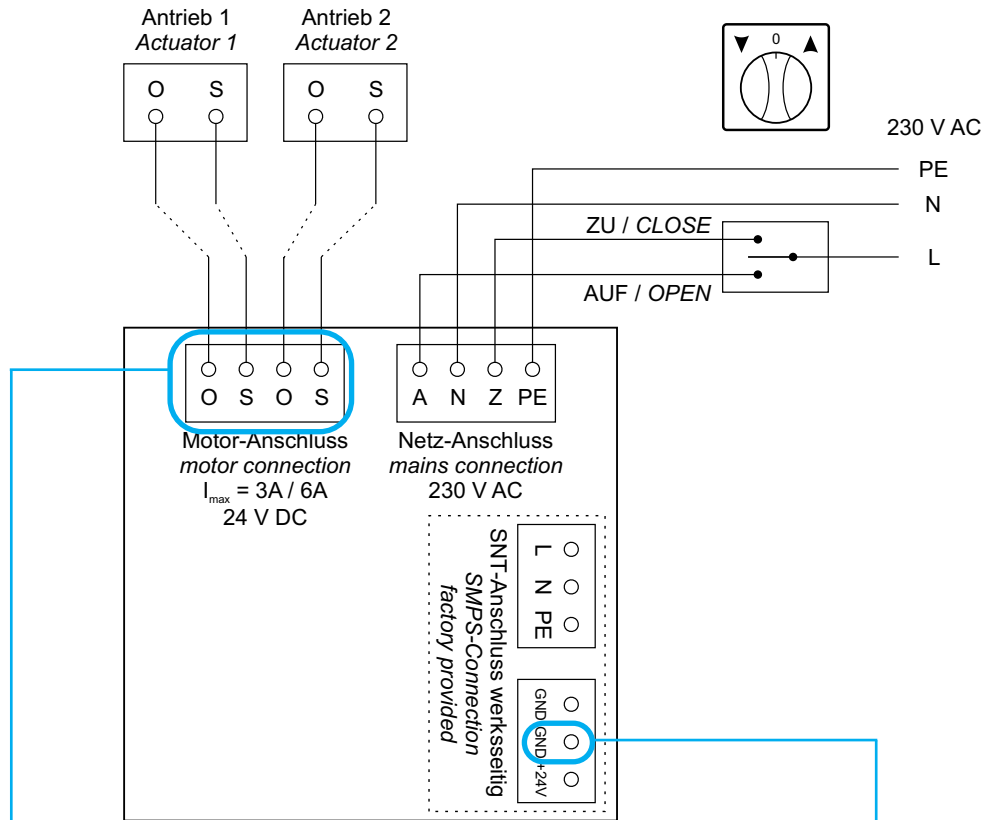 Antrieb 1
Actuator 1
Antrieb 2
Actuator 2
O S
O S
0
230 V AC
PE
N
L
ZU / CLOSE
AUF / OPEN
O S O S
A N Z PE
Motor-Anschluss
motor connection
Imax = 3A / 6A
24 V DC
Netz-Anschluss
mains connection
230 V AC
SNT-Anschluss werksseitig
SMPS-Connection
factory provided
L N PE
GND GND +24V